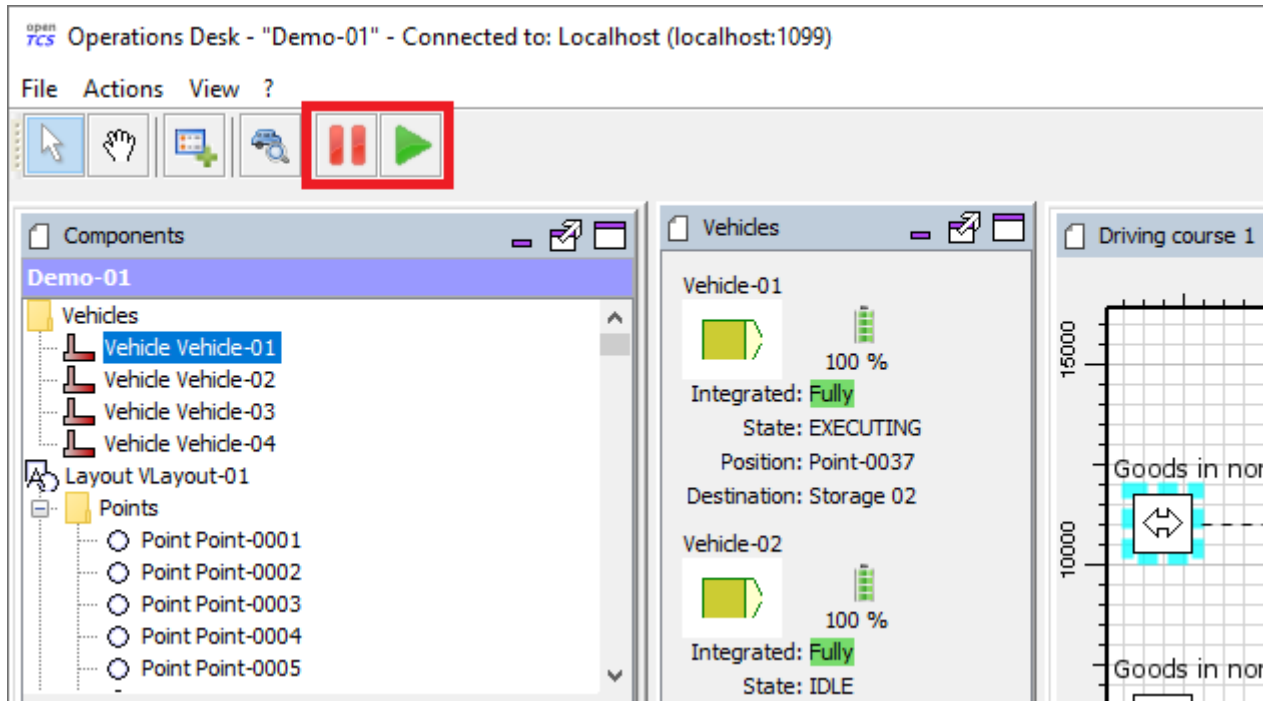 open
TCS Operations Desk - "Demo-01" - Connected to: Localhost (localhost:1099)
File Actions View ?
Components
Demo-01
Vehicles
Vehicle Vehicle-01
Vehicle Vehicle-02
Vehicle Vehicle-03
Vehicle Vehicle-04
Layout VLayout-01
Points
Point Point-0001
Point Point-0002
Point Point-0003
Point Point-0004
Point Point-0005
Vehicles
Vehicle-01
100 %
Integrated: Fully
State: EXECUTING
Position: Point-0037
Destination: Storage 02
Vehicle-02
100 %
Integrated: Fully
State: IDLE
Driving course 1
15000
Goods in nor
10000
Goods in nor